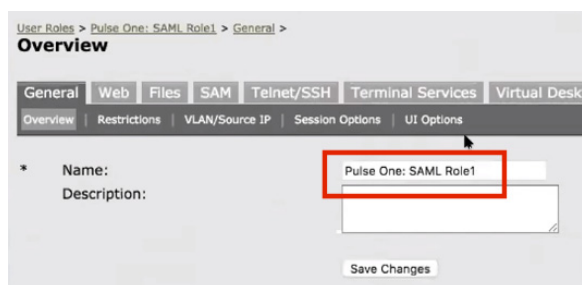 User Roles > Pulse One: SAML Role1 > General >
Overview
General Web Files SAM Telnet/SSH Terminal Services Virtual Desk
Overview | Restrictions | VLAN/Source IP | Session Options | UI Options
* Name: Pulse One: SAML Role1
Description:
Save Changes